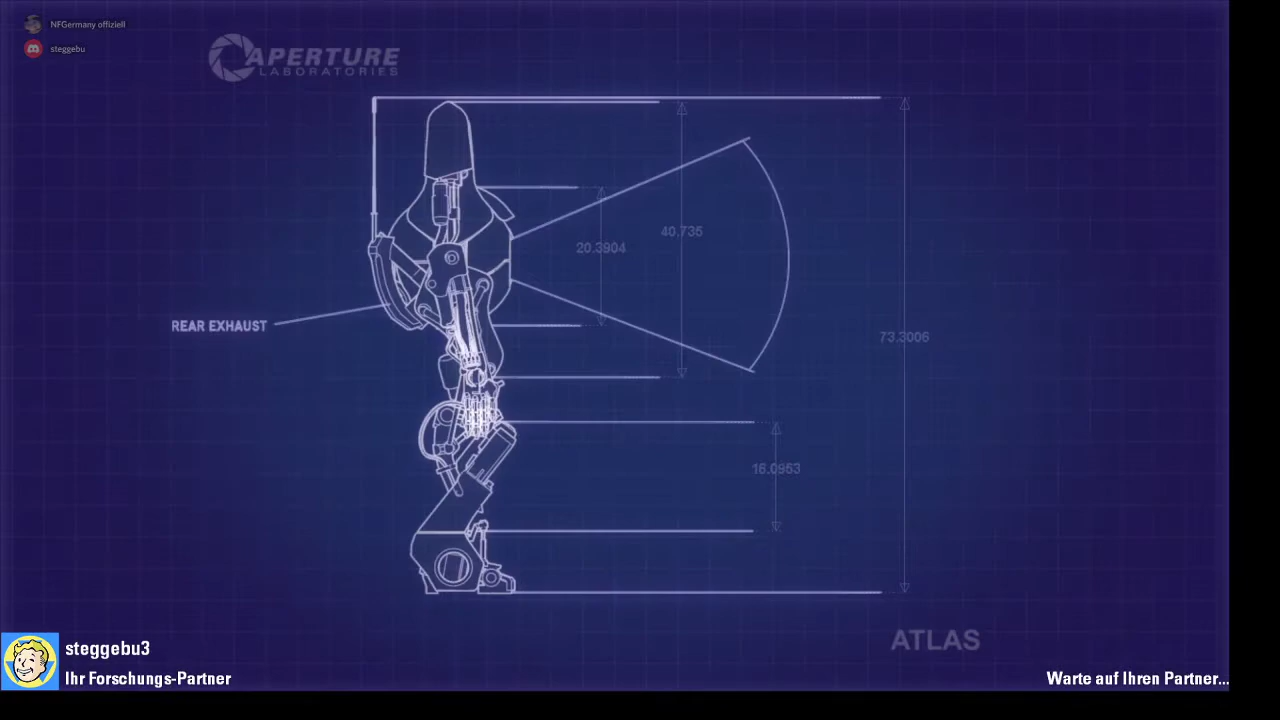 NFGermany offiziell
steggebu
APERTURE
LABORATORIES
40.735
20.3904
REAR EXHAUST
73.3006
16.0953
ATLAS
steggebu3
Ihr Forschungs-Partner
Warte auf Ihren Partner...